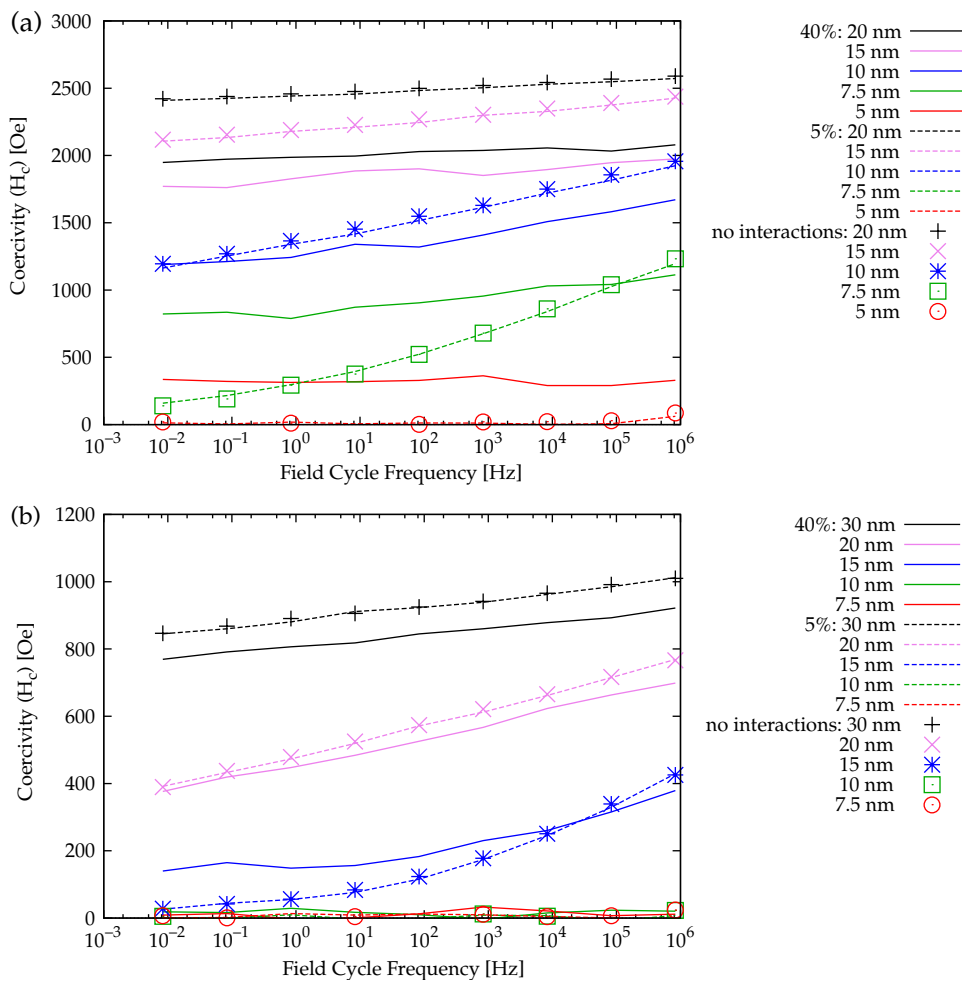 (a)
3000
2500
2000
1500
1000
500
0
Coercivity (H_c) [Oe]
10^-3 10^-2 10^-1 10^0 10^1 10^2 10^3 10^4 10^5 10^6
Field Cycle Frequency [Hz]
40%: 20 nm
15 nm
10 nm
7.5 nm
5 nm
5%: 20 nm
15 nm
10 nm
7.5 nm
5 nm
no interactions: 20 nm
15 nm
10 nm
7.5 nm
5 nm
(b)
1200
1000
800
600
400
200
0
Coercivity (H_c) [Oe]
10^-3 10^-2 10^-1 10^0 10^1 10^2 10^3 10^4 10^5 10^6
Field Cycle Frequency [Hz]
40%: 30 nm
20 nm
15 nm
10 nm
7.5 nm
5%: 30 nm
20 nm
15 nm
10 nm
7.5 nm
no interactions: 30 nm
20 nm
15 nm
10 nm
7.5 nm